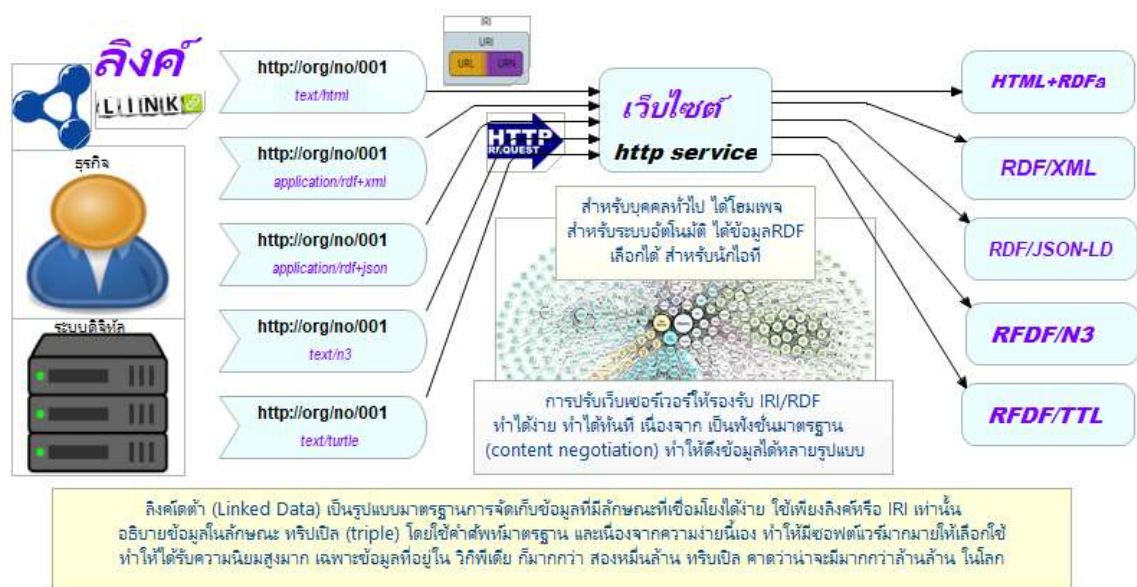 IRI
URI
URL URN
ลิงค์
LINK
http://org/no/001
text/html
ธุรกิจ
http://org/no/001
application/rdf+xml
http://org/no/001
application/rdf+json
ระบบดิจิทัล
http://org/no/001
text/n3
http://org/no/001
text/turtle
HTTP
REQUEST
เว็บไซต์
http service
สำหรับบุคคลทั่วไป ได้โฮมเพจ
สำหรับระบบอัตโนมัติ ได้ข้อมูลRDF
เลือกได้ สำหรับนักไอที
การปรับเว็บเซอร์เวอร์ให้รองรับ IRI/RDF
ทำได้ง่าย ทำได้ทันที เนื่องจาก เป็นฟังชั่นมาตรฐาน
(content negotiation) ทำให้ดึงข้อมูลได้หลายรูปแบบ
HTML+RDFa
RDF/XML
RDF/JSON-LD
RFDF/N3
RFDF/TTL
ลิงค์โดต้า (Linked Data) เป็นรูปแบบมาตรฐานการจัดเก็บข้อมูลที่มีลักษณะที่เชื่อมโยงได้ง่าย ใช้เพียงลิงค์หรือ IRI เท่านั้น
อธิบายข้อมูลในลักษณะ ทริปเปิล (triple) โดยใช้คำศัพท์มาตรฐาน และเนื่องจากความง่ายนี้เอง ทำให้มีซอฟต์แวร์มากมายให้เลือกใช้
ทำให้ได้รับความนิยมสูงมาก เฉพาะข้อมูลที่อยู่ใน วิกิพีเดีย ก็มากกว่า สองหมื่นล้าน ทริบเปิล คาดว่าน่าจะมีมากกว่าล้านล้าน ในโลก